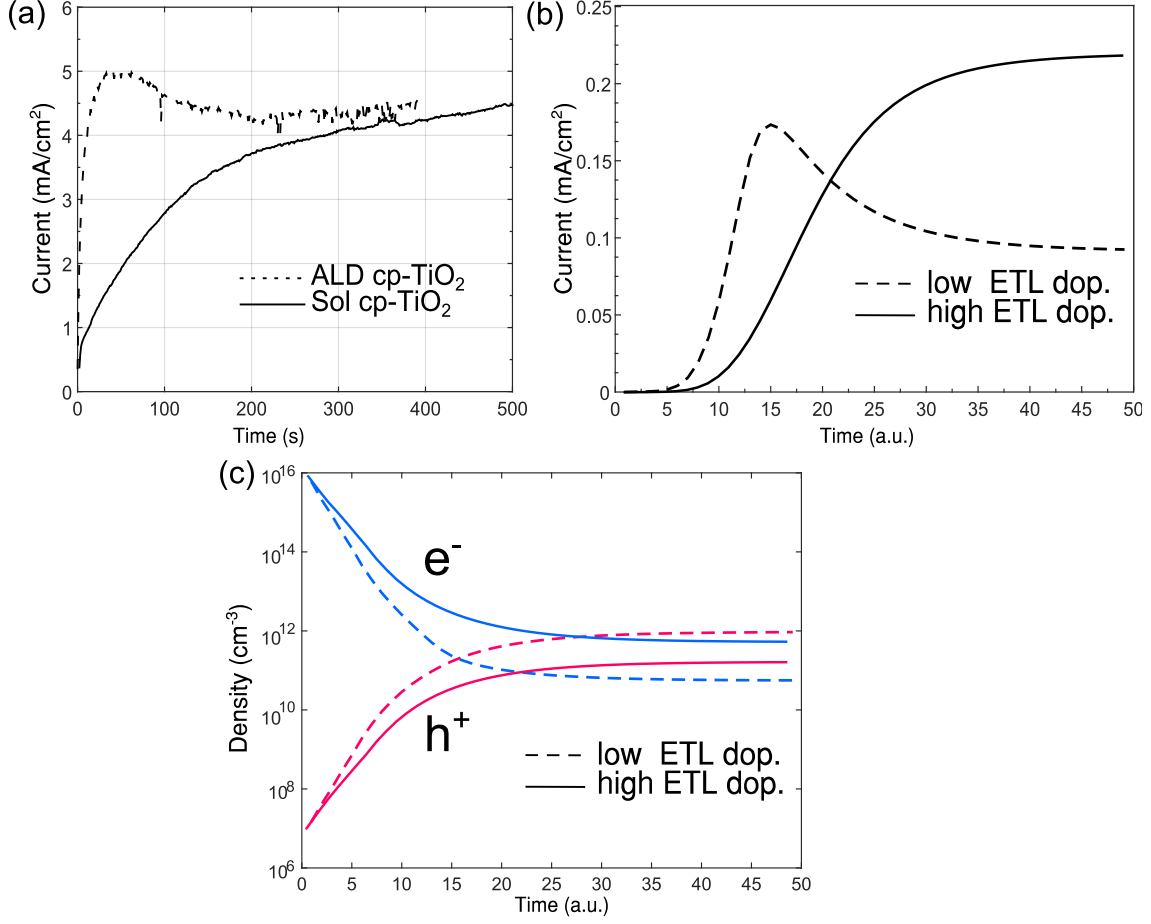 (a)
6
5
4
3
2
1
0
Current (mA/cm²)
ALD cp-TiO₂
Sol cp-TiO₂
0 100 200 300 400 500
Time (s)
(b)
0.25
0.2
0.15
0.1
0.05
0
Current (mA/cm²)
low ETL dop.
high ETL dop.
0 5 10 15 20 25 30 35 40 45 50
Time (a.u.)
(c)
10¹⁶
10¹⁴
10¹²
10¹⁰
10⁸
10⁶
Density (cm⁻³)
e⁻
h⁺
low ETL dop.
high ETL dop.
0 5 10 15 20 25 30 35 40 45 50
Time (a.u.)